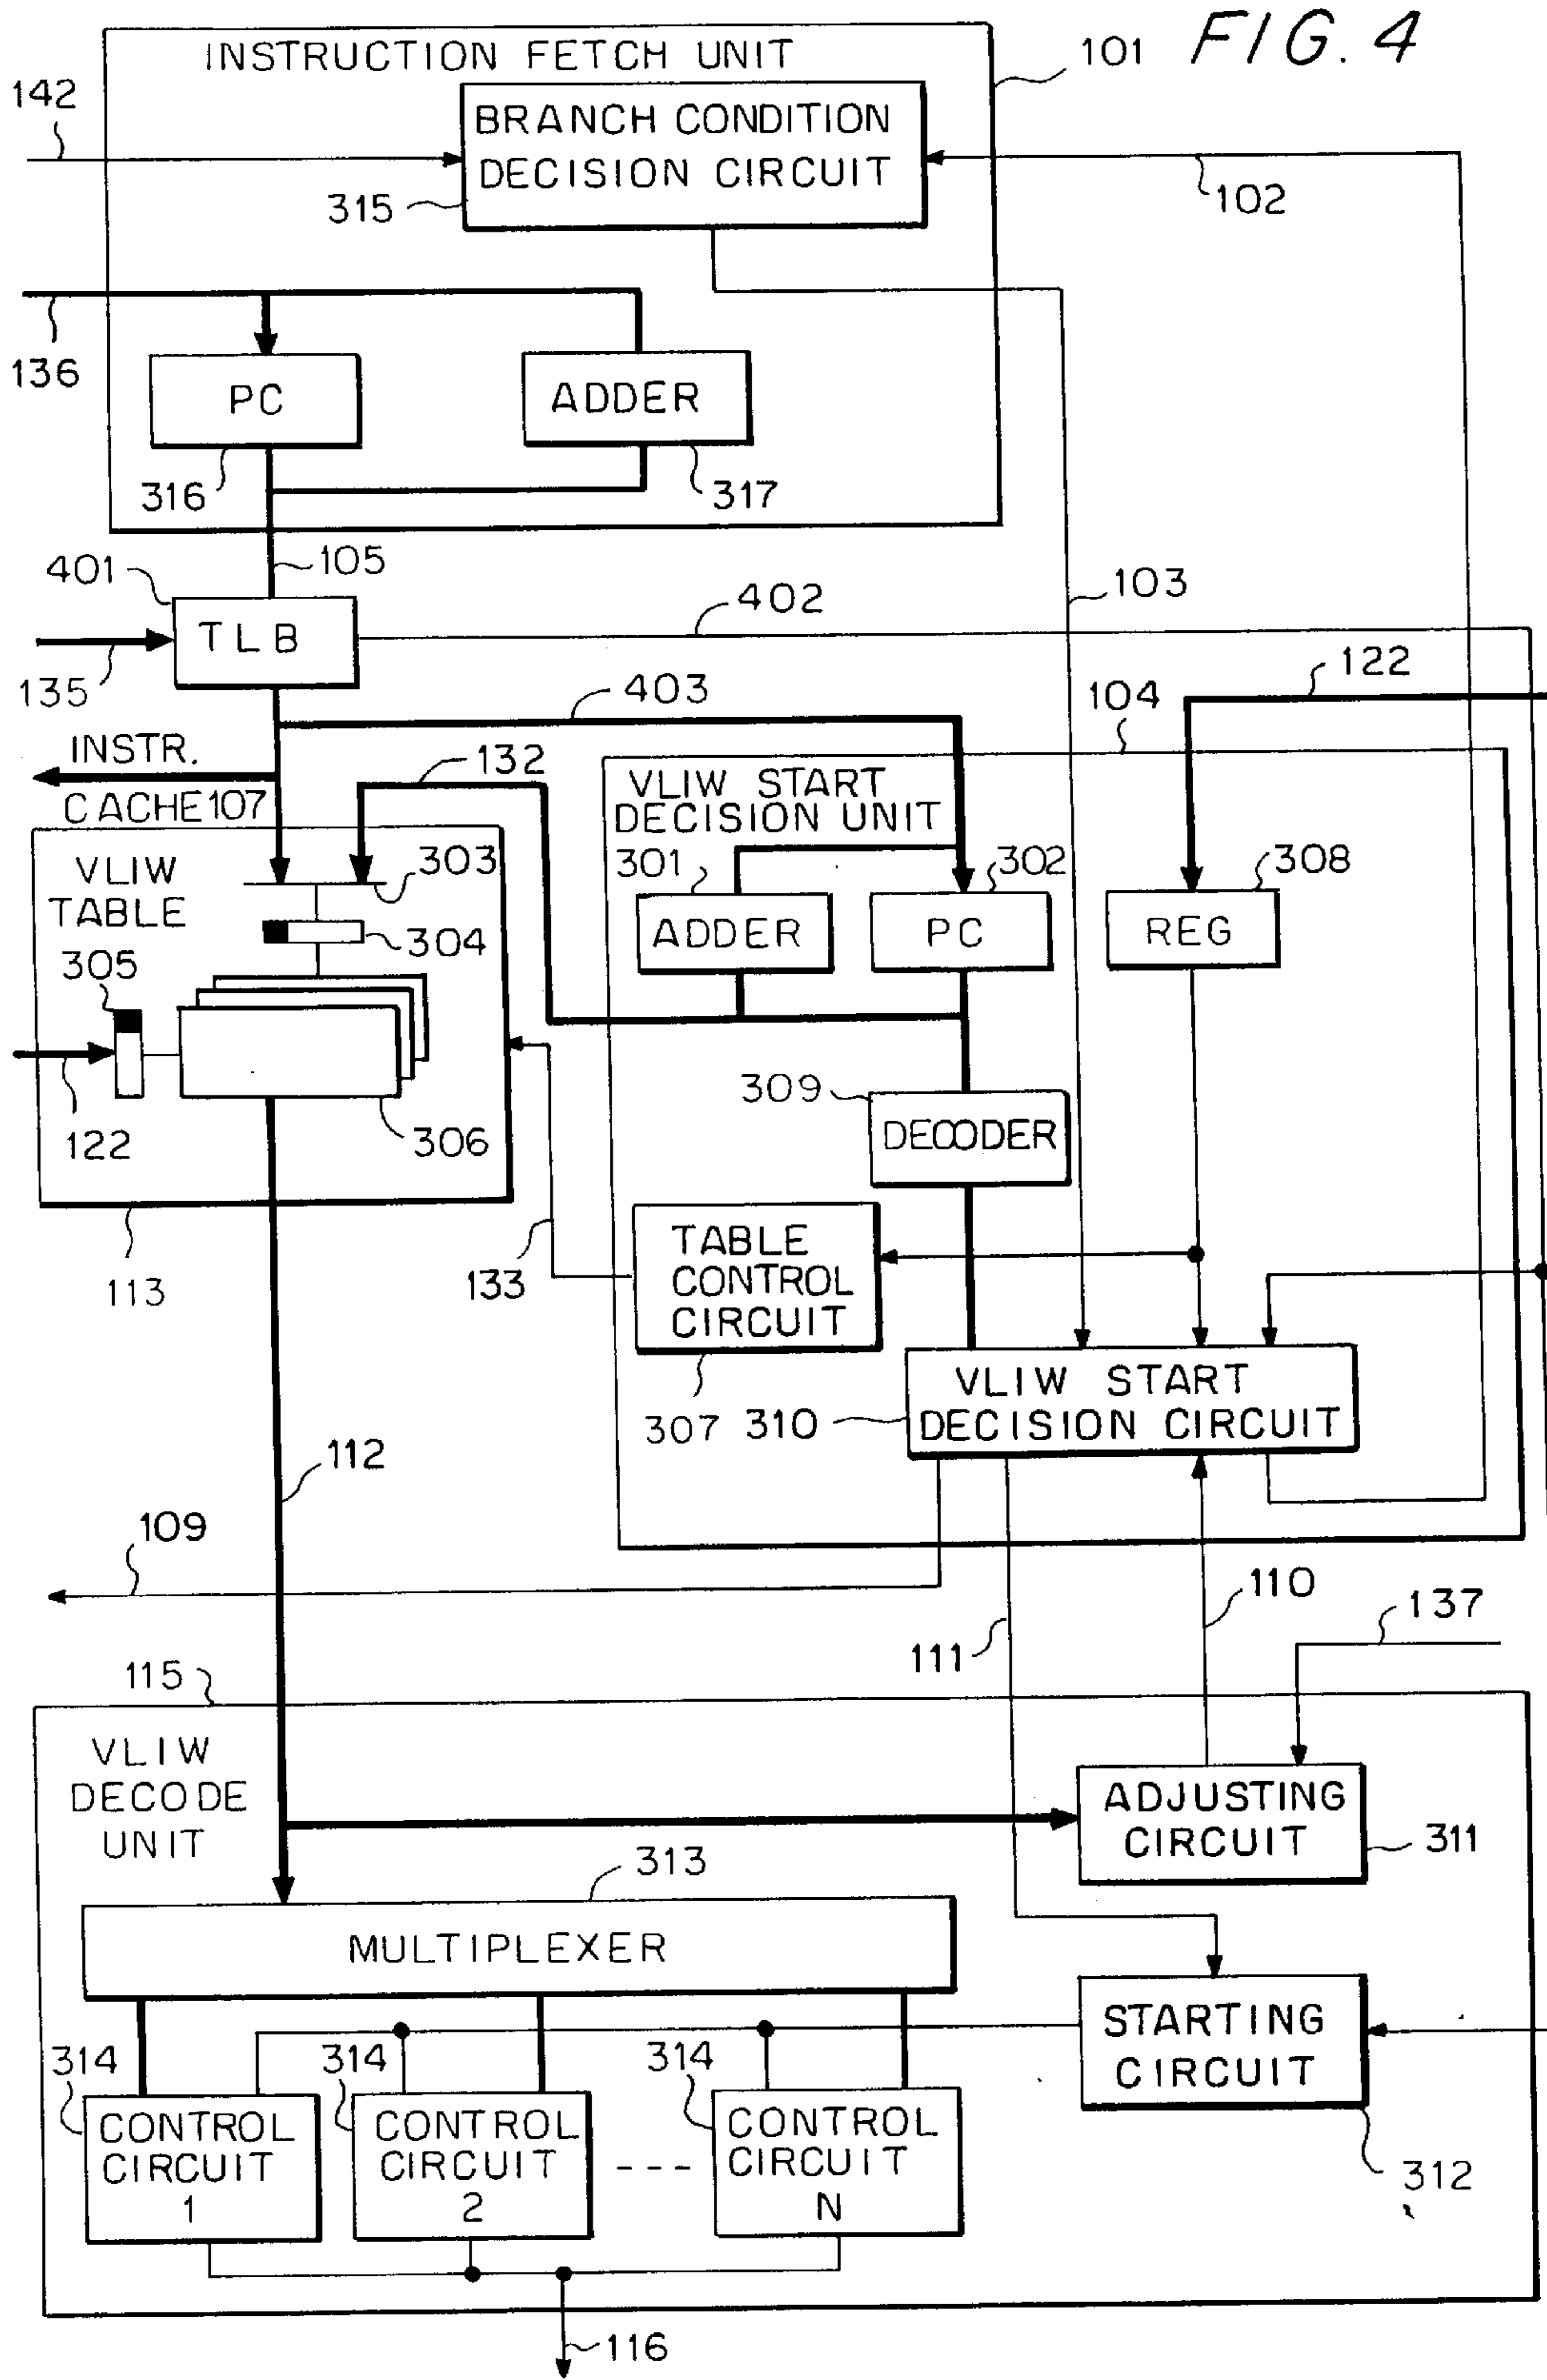 FIG. 4
INSTRUCTION FETCH UNIT
101
142
BRANCH CONDITION
DECISION CIRCUIT
315
102
136
PC
ADDER
316
317
105
401
TLB
402
103
135
403
122
104
INSTR.
CACHE107
132
VLIW START
DECISION UNIT
VLIW
TABLE
303
301
302
308
304
ADDER
PC
REG
305
122
306
309
DECODER
113
133
TABLE
CONTROL
CIRCUIT
307
310
VLIW START
DECISION CIRCUIT
112
109
111
110
137
115
VLIW
DECODE
UNIT
ADJUSTING
CIRCUIT
311
313
MULTIPLEXER
STARTING
CIRCUIT
312
314
314
314
CONTROL
CIRCUIT
1
CONTROL
CIRCUIT
2
---
CONTROL
CIRCUIT
N
116